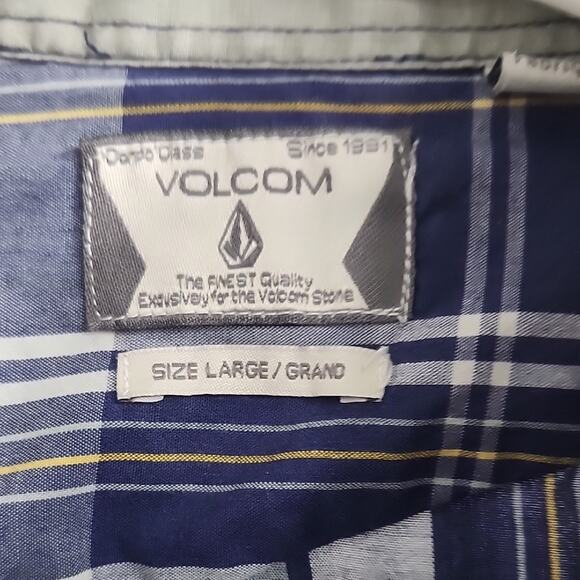 Since 1991
VOLCOM
The FINEST Quality
Exclusively for the Volcom Stone
SIZE LARGE / GRAND